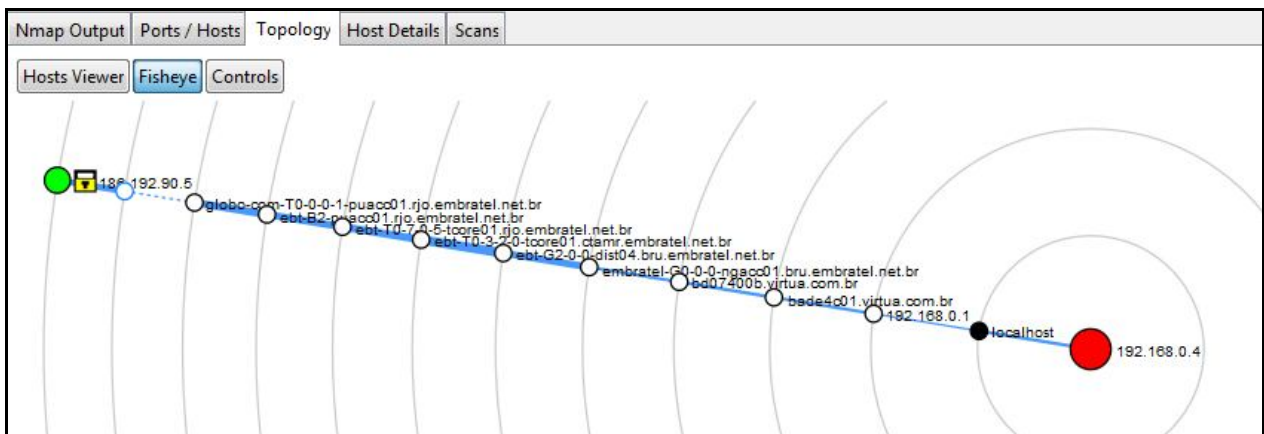 Nmap Output Ports / Hosts Topology Host Details Scans
Hosts Viewer Fisheye Controls
186.192.90.5
globo-com-T0-0-0-1-puacc01.rjo.embratel.net.br
ebt-B2-puacc01.rjo.embratel.net.br
ebt-T0-7-0-5-tcore01.rjo.embratel.net.br
ebt-T0-3-2-0-tcore01.ctamr.embratel.net.br
ebt-G2-0-0-dist04.bru.embratel.net.br
embratel-G0-0-0-ngacc01.bru.embratel.net.br
bd07400b.virtua.com.br
bade4c01.virtua.com.br
192.168.0.1
localhost
192.168.0.4